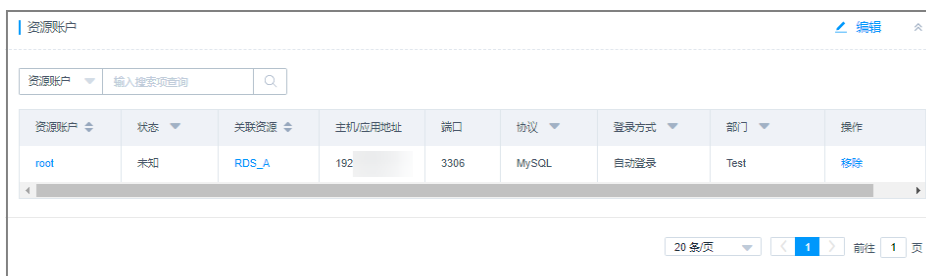 资源账户 编辑
资源账户 输入搜索项查询
资源账户 状态 关联资源 主机/应用地址 端口 协议 登录方式 部门 操作
root 未知 RDS_A 192 3306 MySQL 自动登录 Test 移除
20 条/页 1 前往 1 页